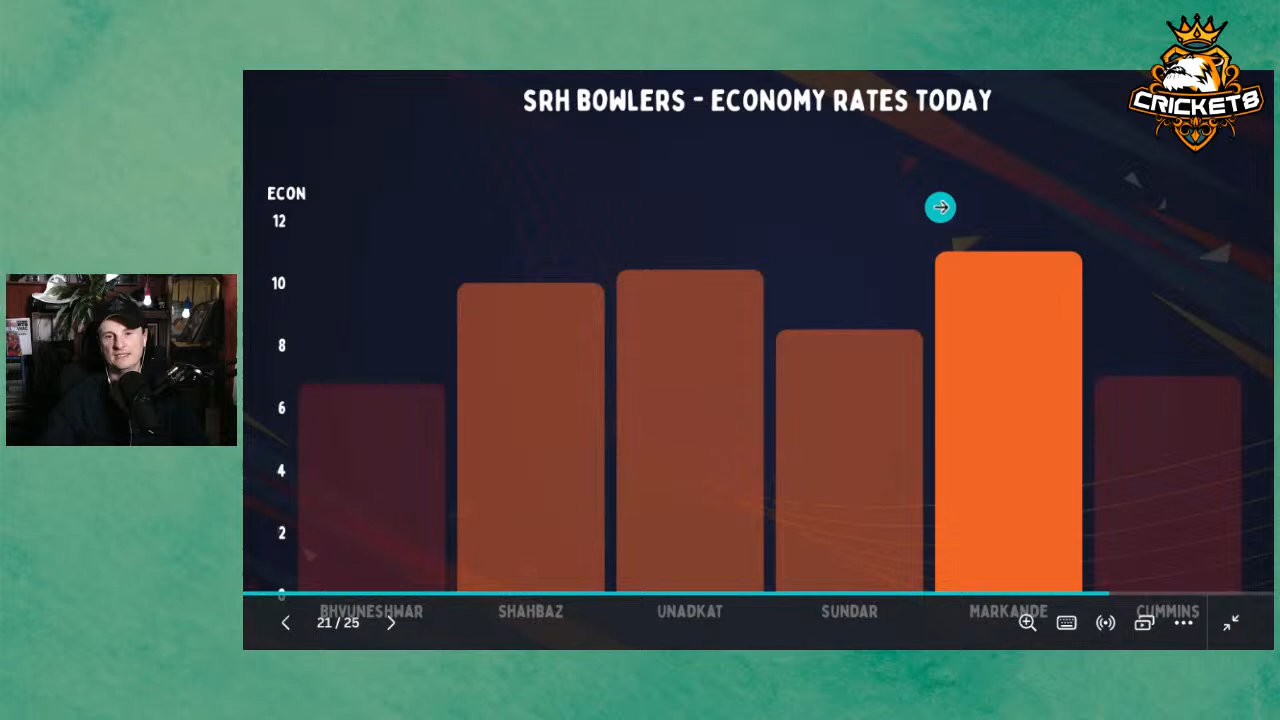 CRICKET8
SRH BOWLERS - ECONOMY RATES TODAY
ECON
12
10
8
6
4
2
0
BHVUNESHWAR SHAHBAZ UNADKAT SUNDAR MARKANDE CUMMINS
21 / 25